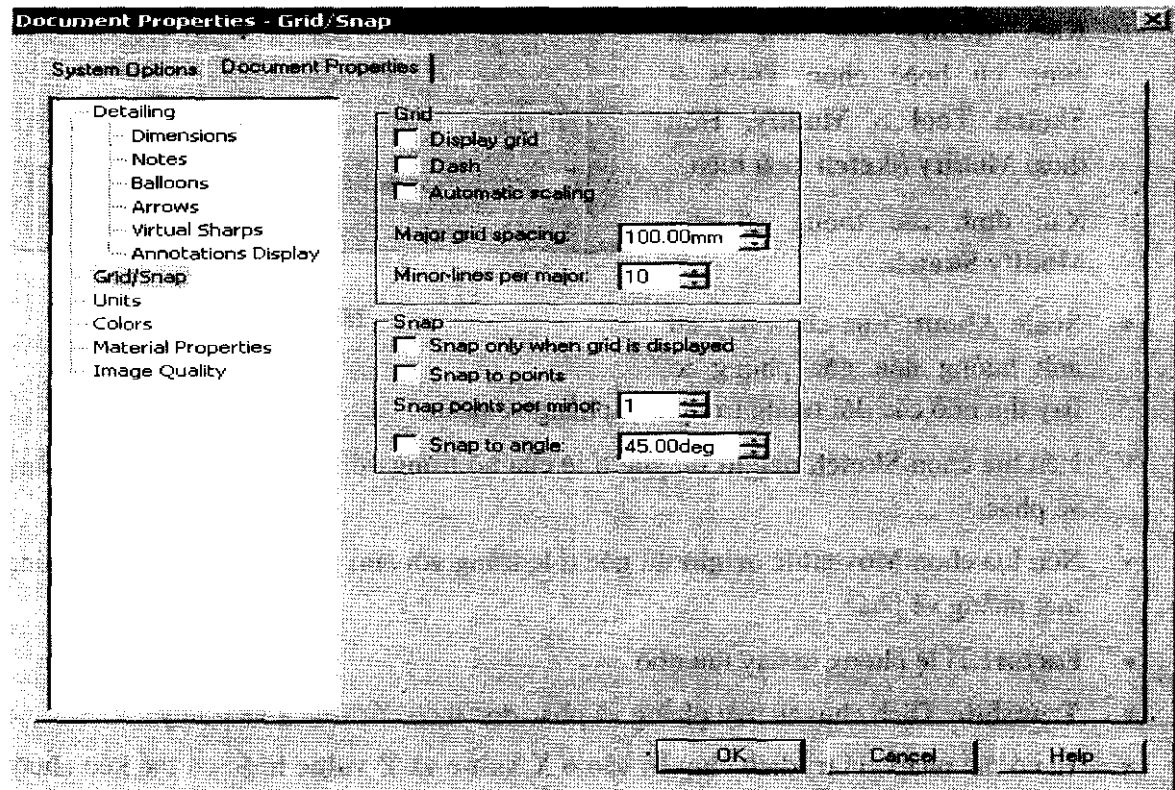 Document Properties - Grid/Snap
System Options
Document Properties
Detailing
Dimensions
Notes
Balloons
Arrows
Virtual Sharps
Annotations Display
Grid/Snap
Units
Colors
Material Properties
Image Quality
Grid
Display grid
Dash
Automatic scaling
Major grid spacing: 100.00mm
Minor-lines per major: 10
Snap
Snap only when grid is displayed
Snap to points
Snap points per minor: 1
Snap to angle: 45.00deg
OK
Cancel
Help